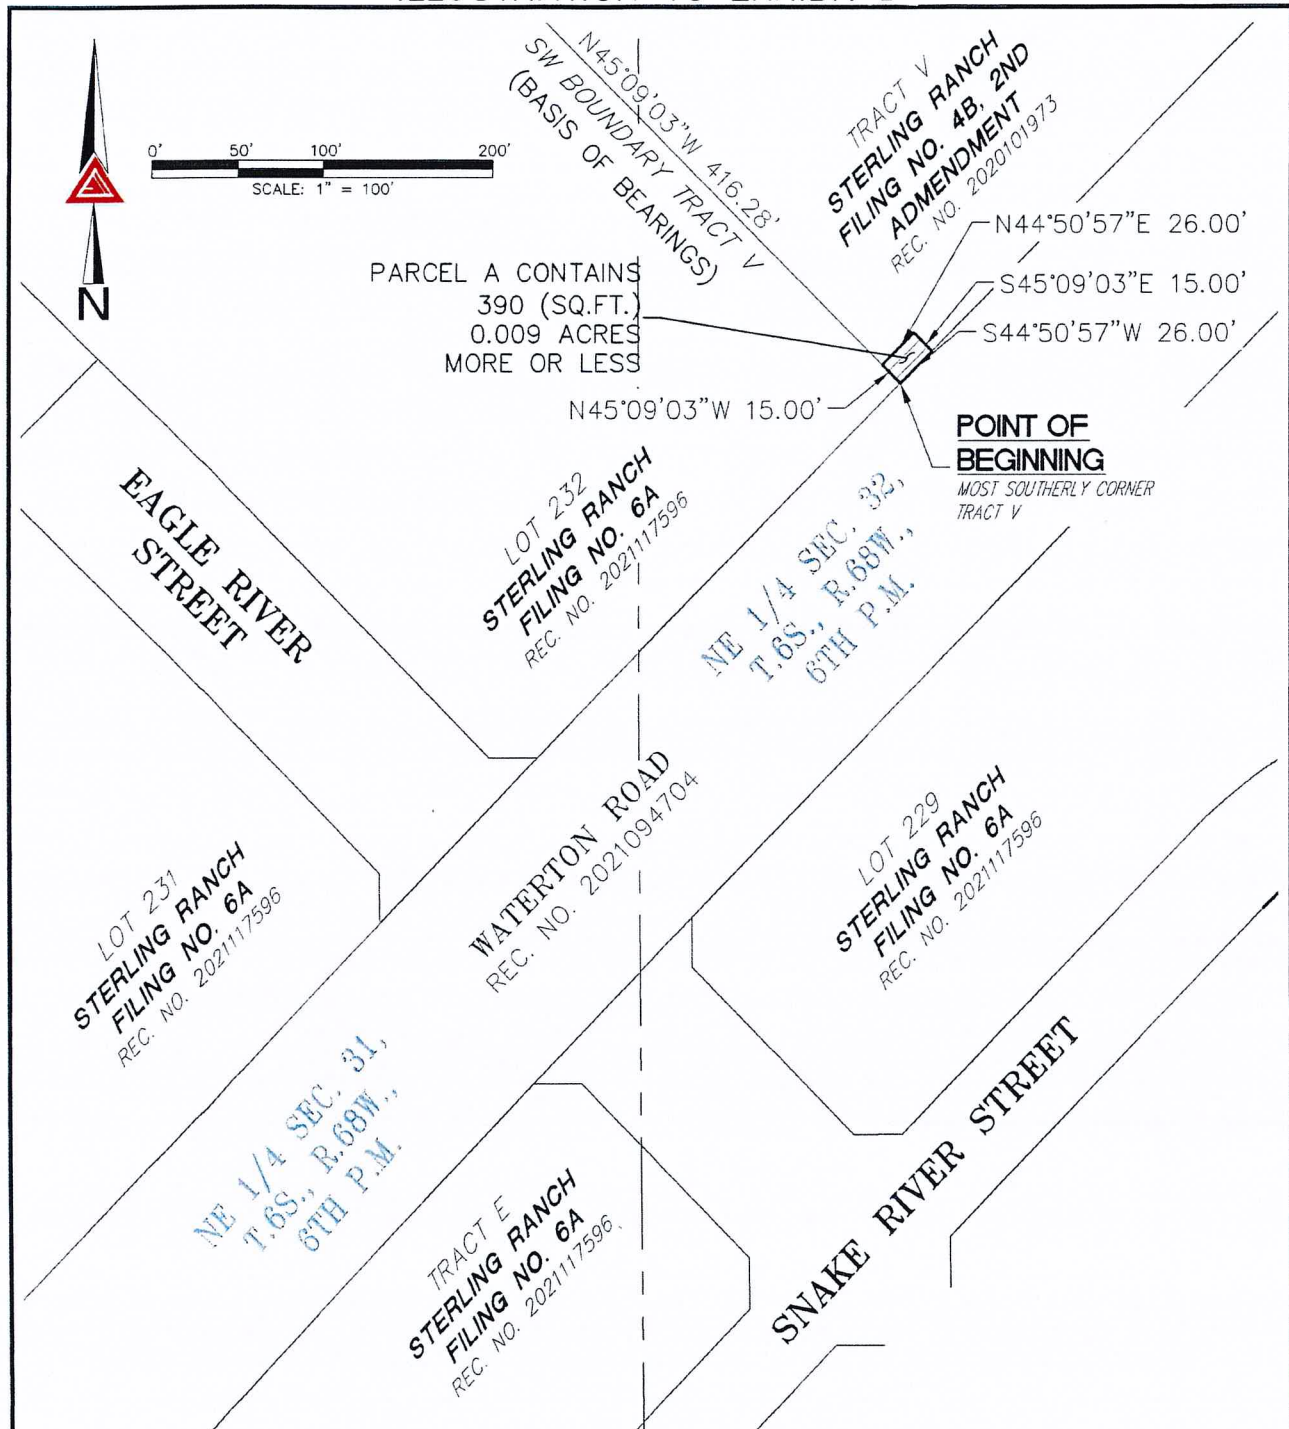 N
0' 50' 100' 200'
SCALE: 1" = 100'
N45°09'03"W 416.28'
SW BOUNDARY TRACT V
(BASIS OF BEARINGS)
TRACT V
STERLING RANCH
FILING NO. 4B, 2ND
ADMENDMENT
REC. NO. 2020101973
N44°50'57"E 26.00'
S45°09'03"E 15.00'
S44°50'57"W 26.00'
PARCEL A CONTAINS
390 (SQ.FT.)
0.009 ACRES
MORE OR LESS
N45°09'03"W 15.00'
POINT OF
BEGINNING
MOST SOUTHERLY CORNER
TRACT V
EAGLE RIVER
STREET
LOT 232
STERLING RANCH
FILING NO. 6A
REC. NO. 2021117596
NE 1/4 SEC. 32,
T.6S., R.68W.,
6TH P.M.
WATERTON ROAD
REC. NO. 2021094704
LOT 229
STERLING RANCH
FILING NO. 6A
REC. NO. 2021117596
LOT 231
STERLING RANCH
FILING NO. 6A
REC. NO. 2021117596
NE 1/4 SEC. 31,
T.6S., R.68W.,
6TH P.M.
TRACT E
STERLING RANCH
FILING NO. 6A
REC. NO. 2021117596
SNAKE RIVER STREET